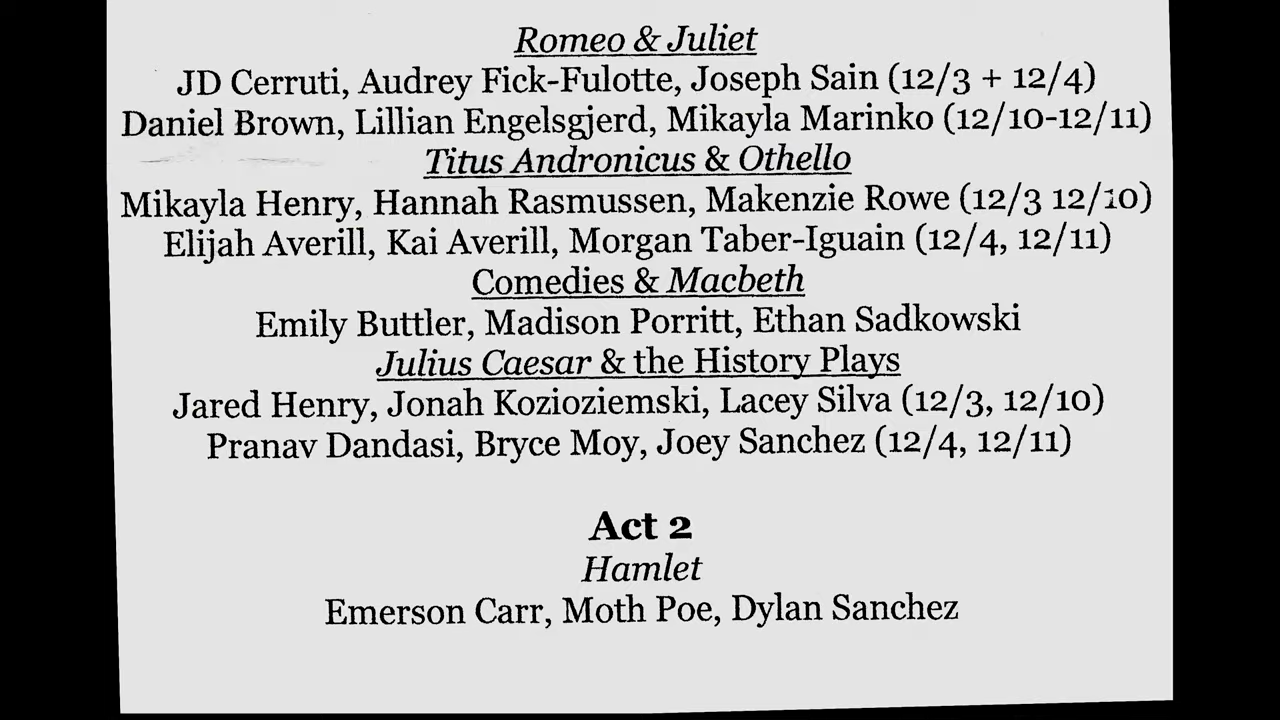 Romeo & Juliet
JD Cerruti, Audrey Fick-Fulotte, Joseph Sain (12/3 + 12/4)
Daniel Brown, Lillian Engelsgjerd, Mikayla Marinko (12/10-12/11)
Titus Andronicus & Othello
Mikayla Henry, Hannah Rasmussen, Makenzie Rowe (12/3 12/10)
Elijah Averill, Kai Averill, Morgan Taber-Iguain (12/4, 12/11)
Comedies & Macbeth
Emily Buttler, Madison Porritt, Ethan Sadkowski
Julius Caesar & the History Plays
Jared Henry, Jonah Kozioziemski, Lacey Silva (12/3, 12/10)
Pranav Dandasi, Bryce Moy, Joey Sanchez (12/4, 12/11)
Act 2
Hamlet
Emerson Carr, Moth Poe, Dylan Sanchez